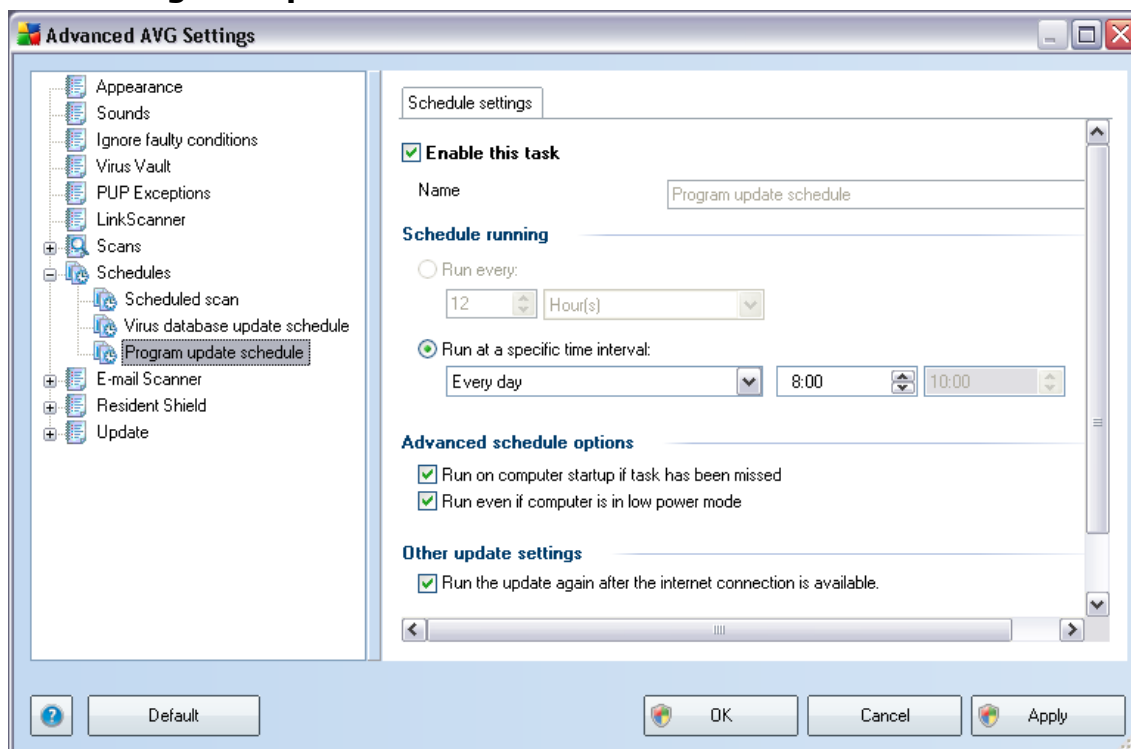 Advanced AVG Settings
Appearance
Sounds
Ignore faulty conditions
Virus Vault
PUP Exceptions
LinkScanner
Scans
Schedules
Scheduled scan
Virus database update schedule
Program update schedule
E-mail Scanner
Resident Shield
Update
Schedule settings
Enable this task
Name Program update schedule
Schedule running
Run every:
12 Hour(s)
Run at a specific time interval:
Every day 8:00 10:00
Advanced schedule options
Run on computer startup if task has been missed
Run even if computer is in low power mode
Other update settings
Run the update again after the internet connection is available.
Default OK Cancel Apply